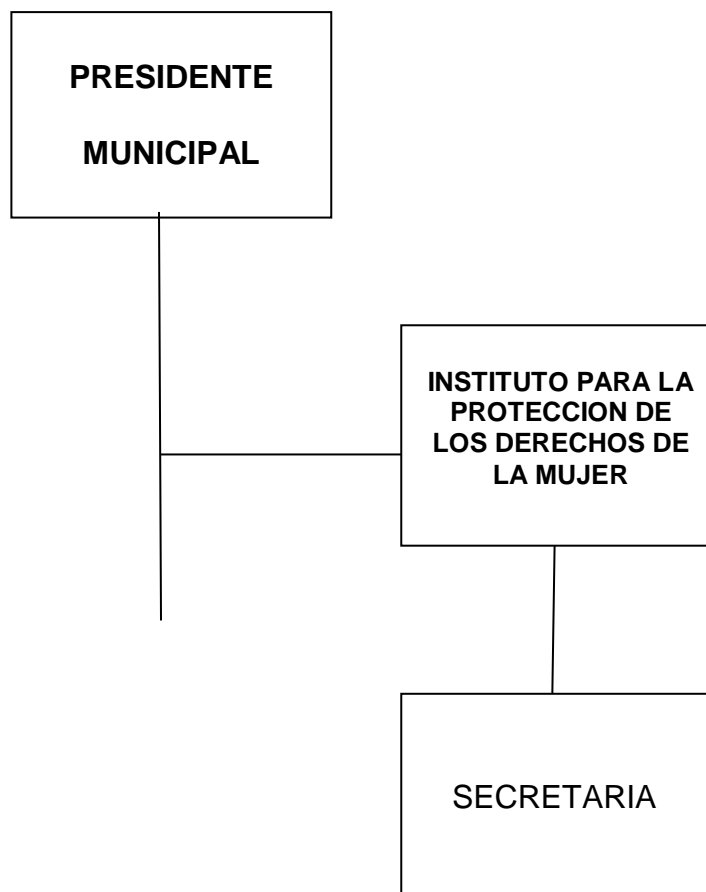 PRESIDENTE
MUNICIPAL
INSTITUTO PARA LA
PROTECCION DE
LOS DERECHOS DE
LA MUJER
SECRETARIA